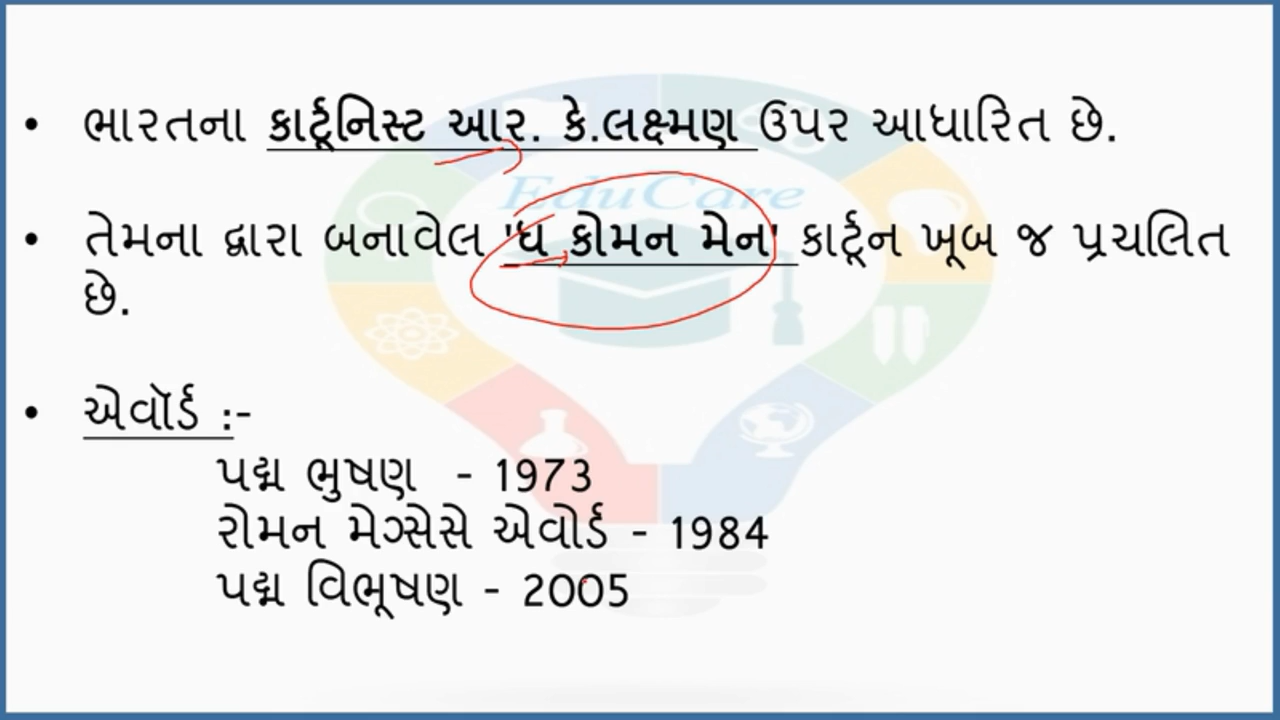 • ભારતના કાર્ટૂનિસ્ટ આર. કે.લક્ષ્મણ ઉપર આધારિત છે.
EduCare
• તેમના દ્વારા બનાવેલ 'ધ કોમન મેન' કાર્ટૂન ખૂબ જ પ્રચલિત
છે.
• એવૉર્ડ :-
પદ્મ ભુષણ - 1973
રોમન મેગ્સેસે એવોર્ડ - 1984
પદ્મ વિભૂષણ - 2005